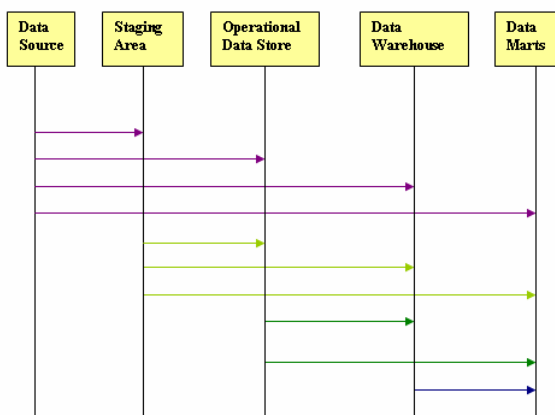 Data
Source
Staging
Area
Operational
Data Store
Data
Warehouse
Data
Marts